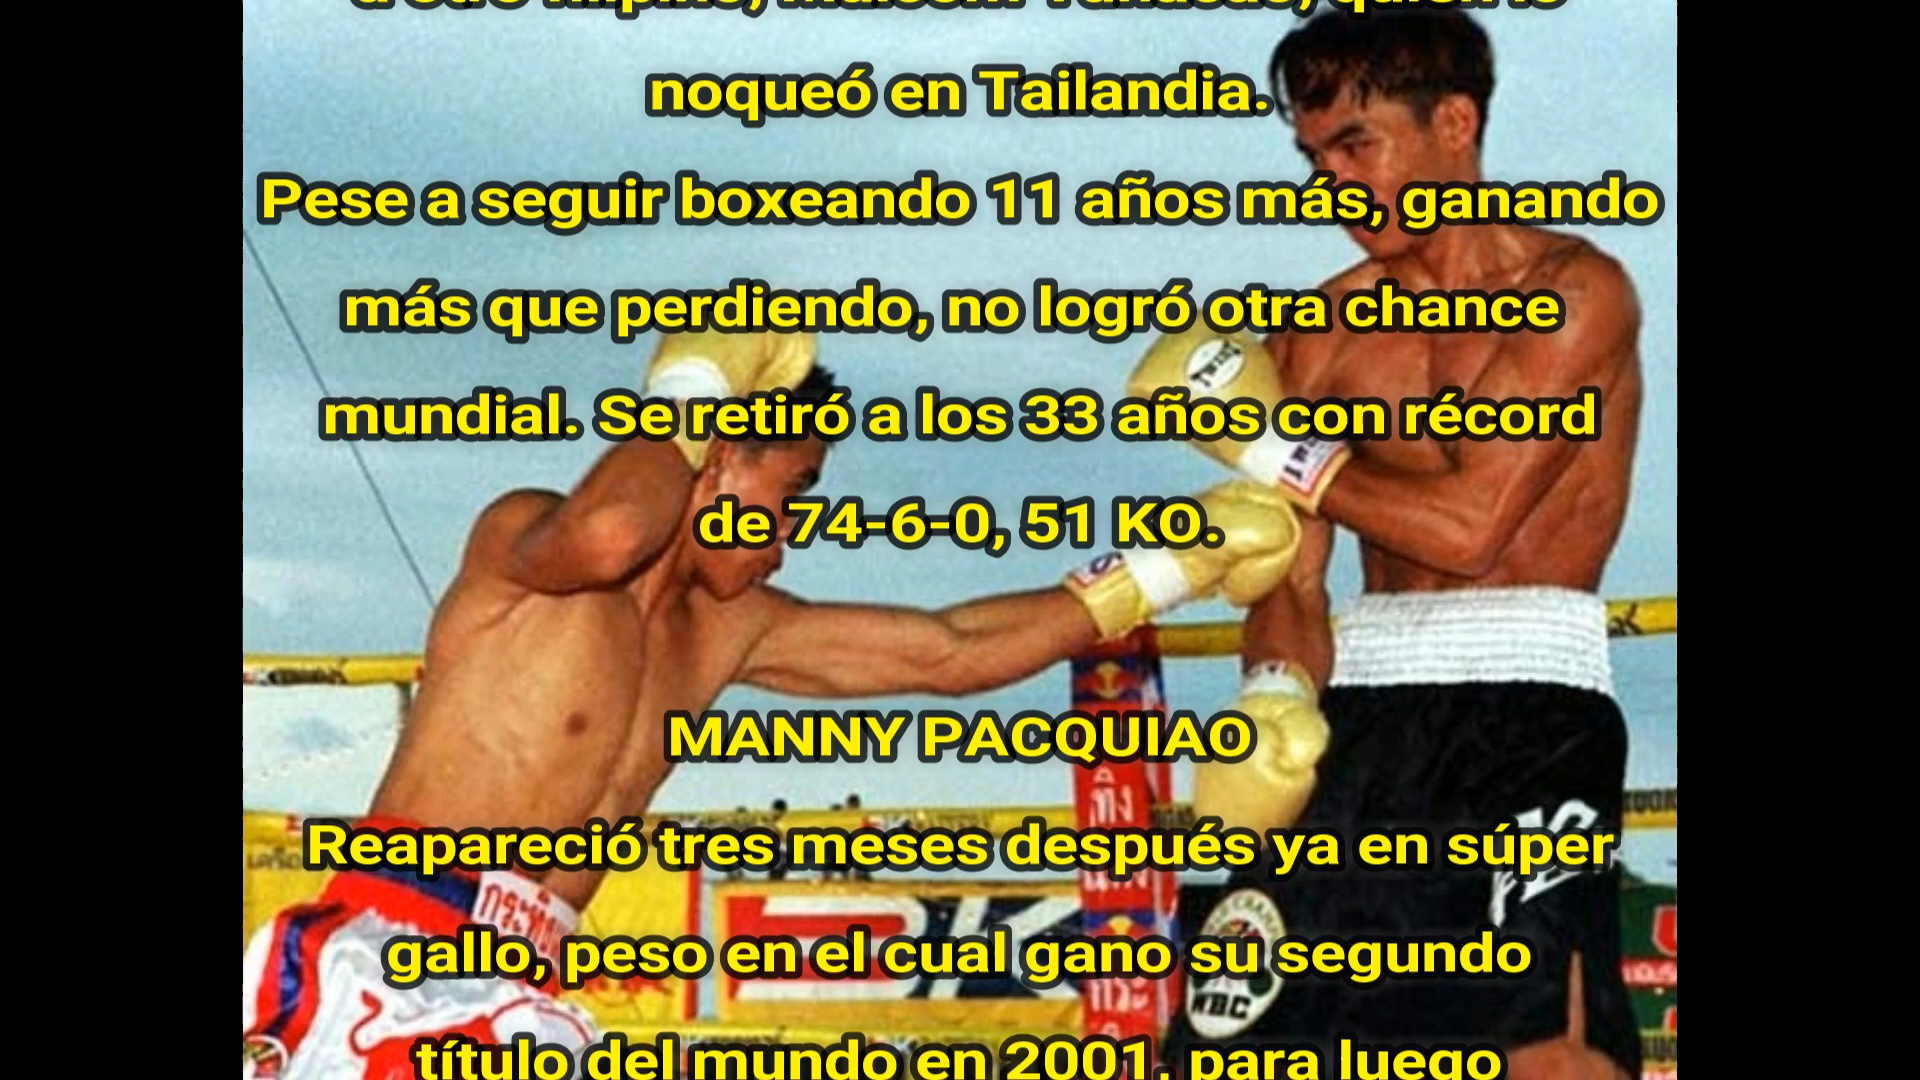 noqueó en Tailandia.
Pese a seguir boxeando 11 años más, ganando
más que perdiendo, no logró otra chance
mundial. Se retiró a los 33 años con récord
de 74-6-0, 51 KO.
MANNY PACQUIAO
Reapareció tres meses después ya en súper
gallo, peso en el cual gano su segundo
título del mundo en 2001, para luego
WBC